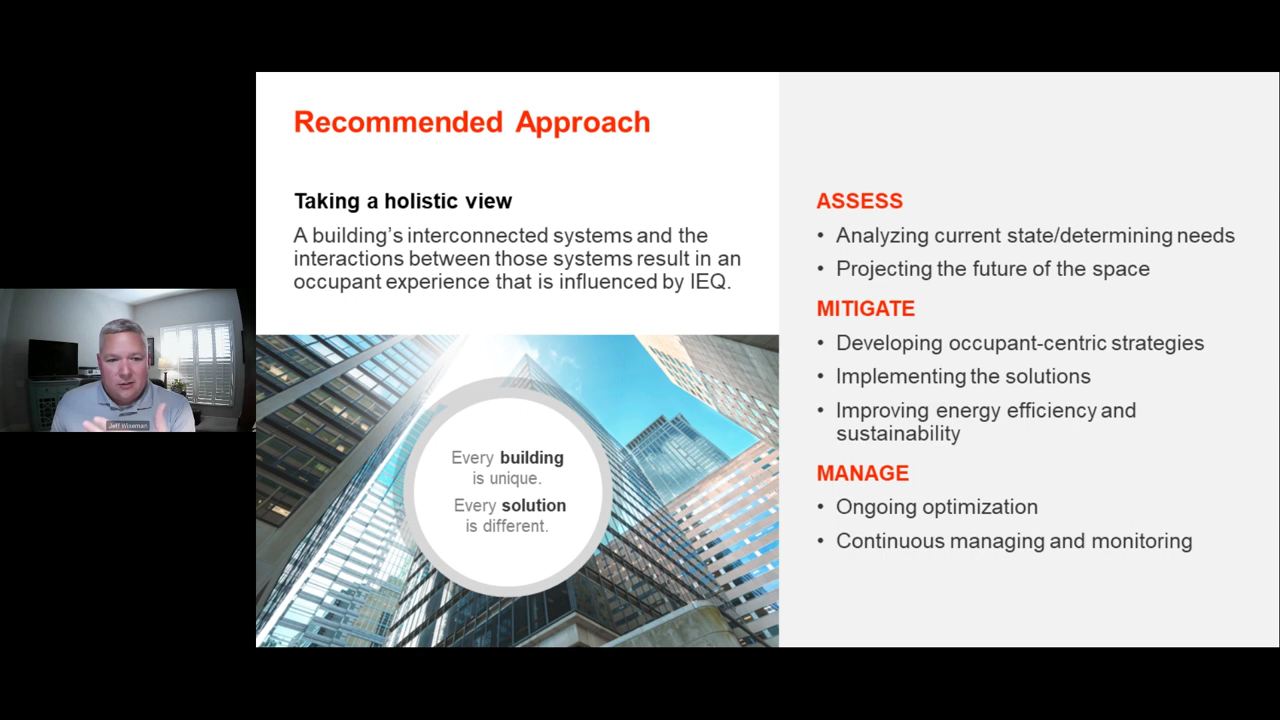 Recommended Approach
Taking a holistic view
A building's interconnected systems and the
interactions between those systems result in an
occupant experience that is influenced by IEQ.
Every building
is unique.
Every solution
is different.
ASSESS
• Analyzing current state/determining needs
• Projecting the future of the space
MITIGATE
• Developing occupant-centric strategies
• Implementing the solutions
• Improving energy efficiency and
sustainability
MANAGE
• Ongoing optimization
• Continuous managing and monitoring
Jeff Wiseman